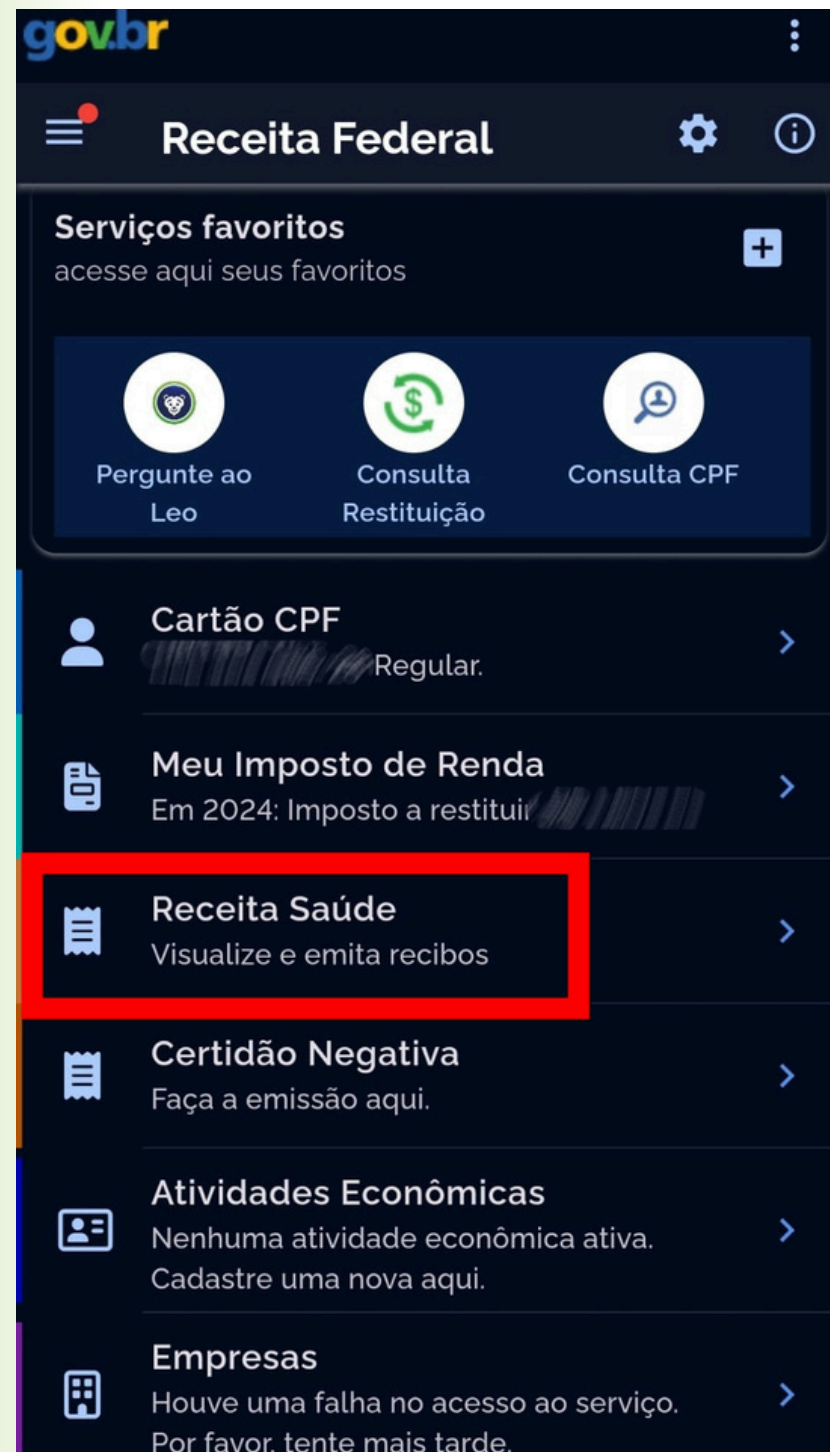 gov.br
Receita Federal
Serviços favoritos
acesse aqui seus favoritos
Pergunte ao
Leo
Consulta
Restituição
Consulta CPF
Cartão CPF
Regular.
Meu Imposto de Renda
Em 2024: Imposto a restituir
Receita Saúde
Visualize e emita recibos
Certidão Negativa
Faça a emissão aqui.
Atividades Econômicas
Nenhuma atividade econômica ativa.
Cadastre uma nova aqui.
Empresas
Houve uma falha no acesso ao serviço.
Por favor, tente mais tarde.